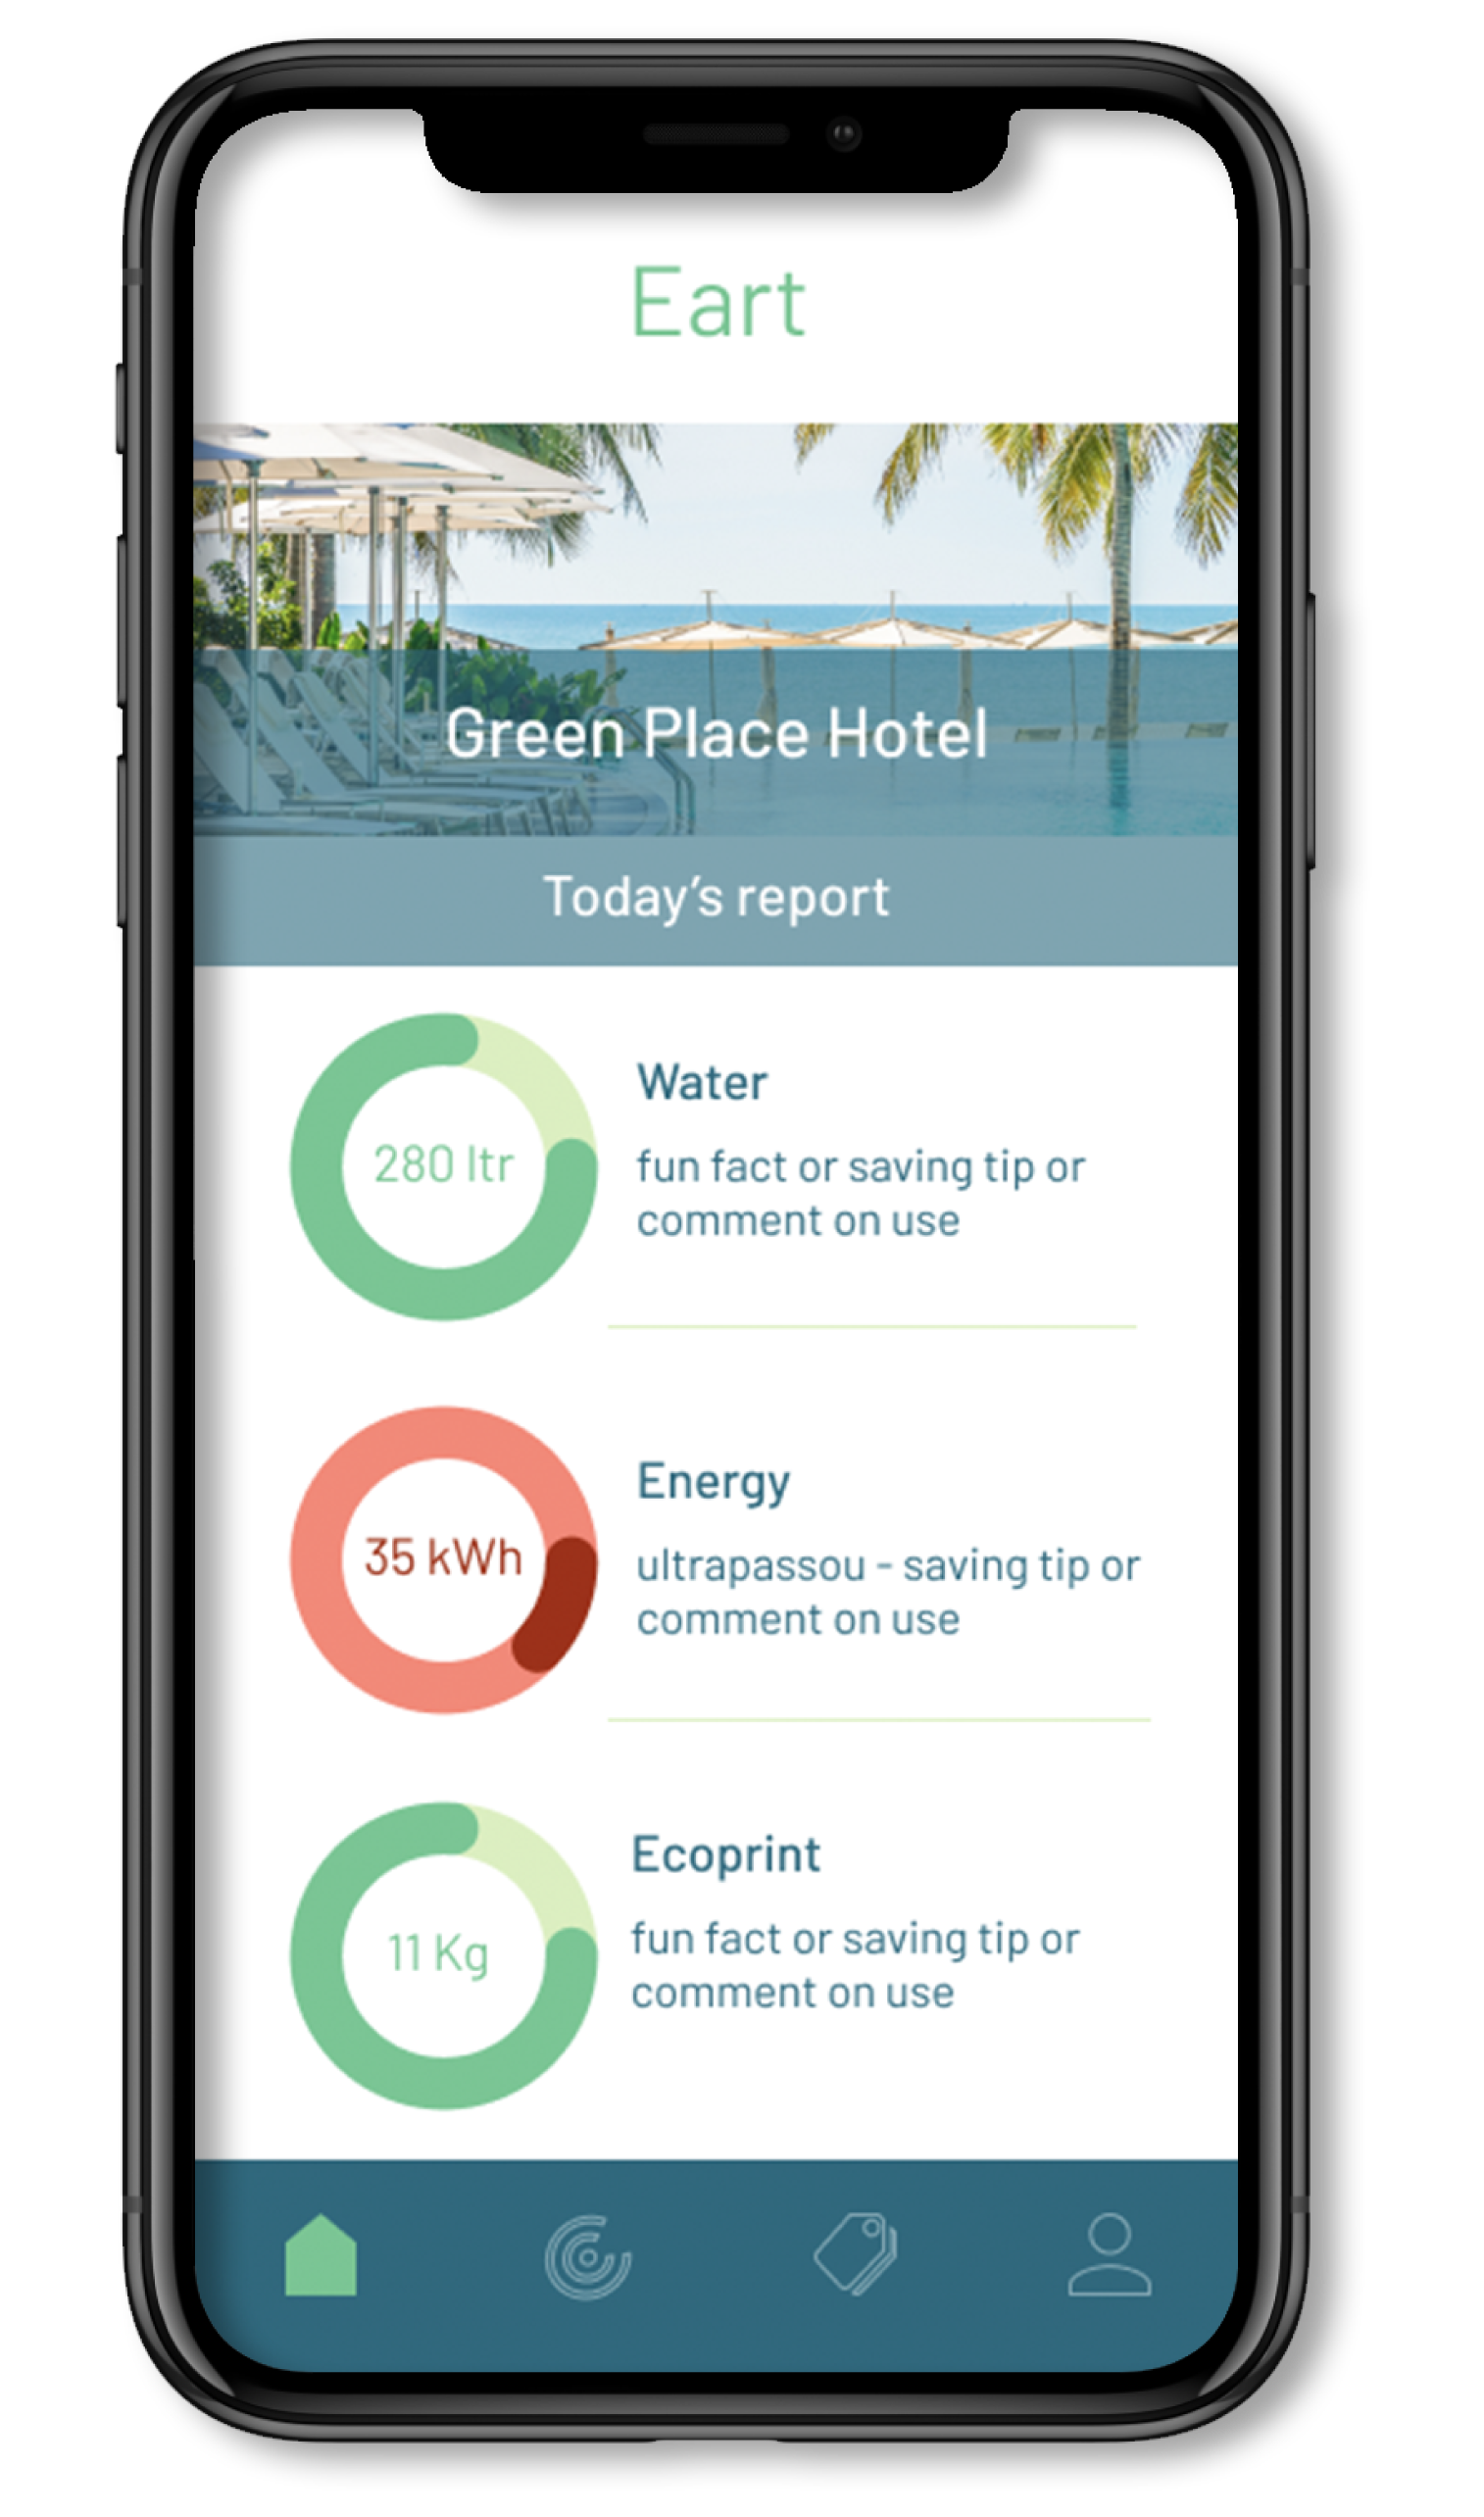 Eart
Green Place Hotel
Today's report
280 ltr
Water
fun fact or saving tip or
comment on use
35 kWh
Energy
ultrapassou - saving tip or
comment on use
11 Kg
Ecoprint
fun fact or saving tip or
comment on use